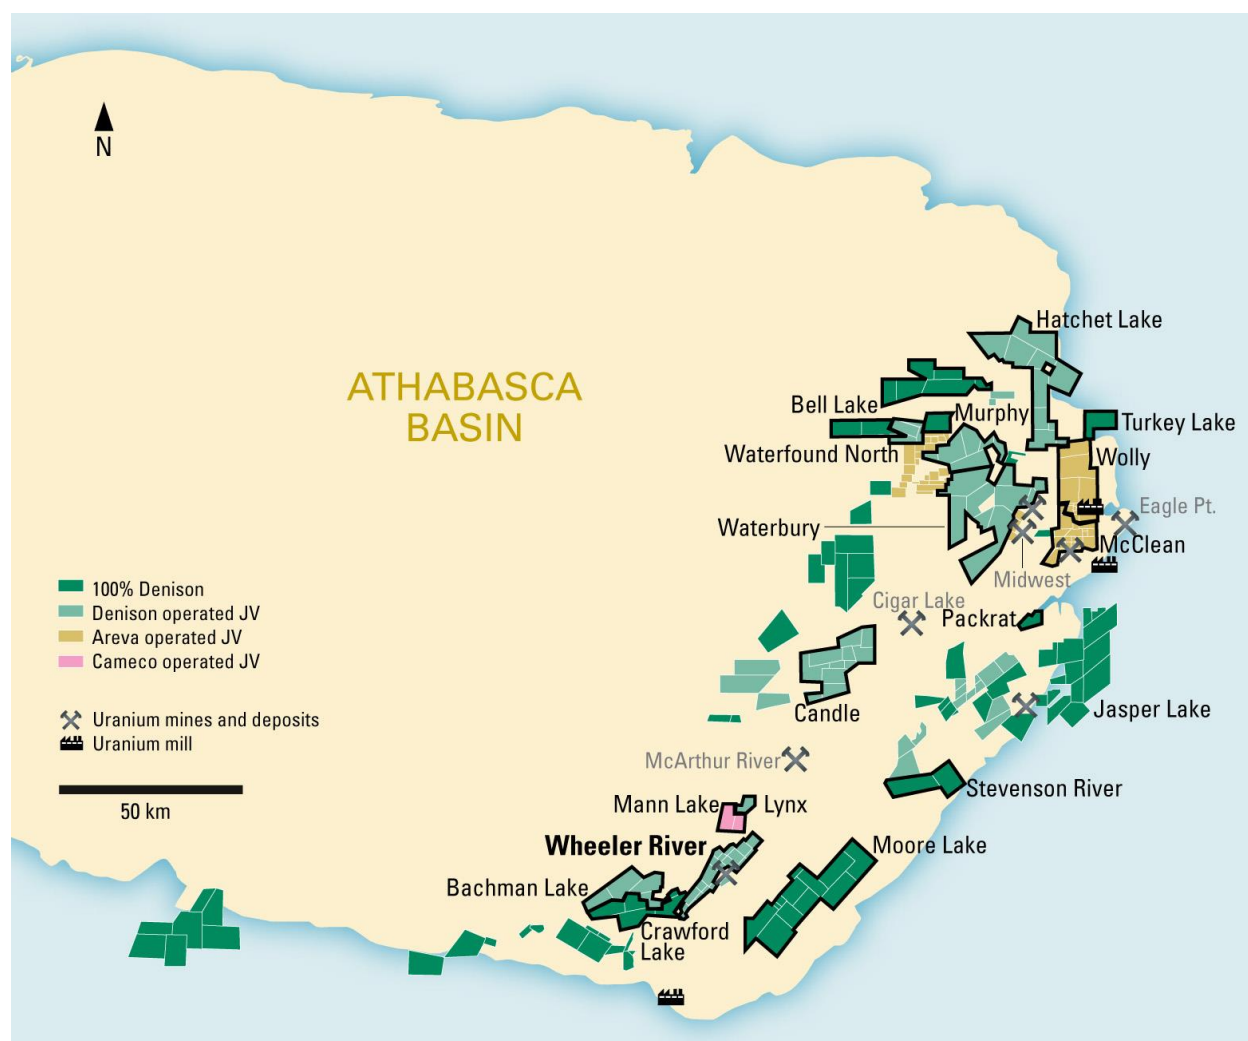 N
Hatchet Lake
ATHABASCA
BASIN
Bell Lake
Murphy
Turkey Lake
Waterfound North
Wolly
Eagle Pt.
Waterbury
McClean
Midwest
100% Denison
Denison operated JV
Areva operated JV
Cameco operated JV
Cigar Lake
Packrat
Candle
Jasper Lake
Uranium mines and deposits
Uranium mill
McArthur River
Stevenson River
50 km
Mann Lake
Lynx
Wheeler River
Moore Lake
Bachman Lake
Crawford
Lake